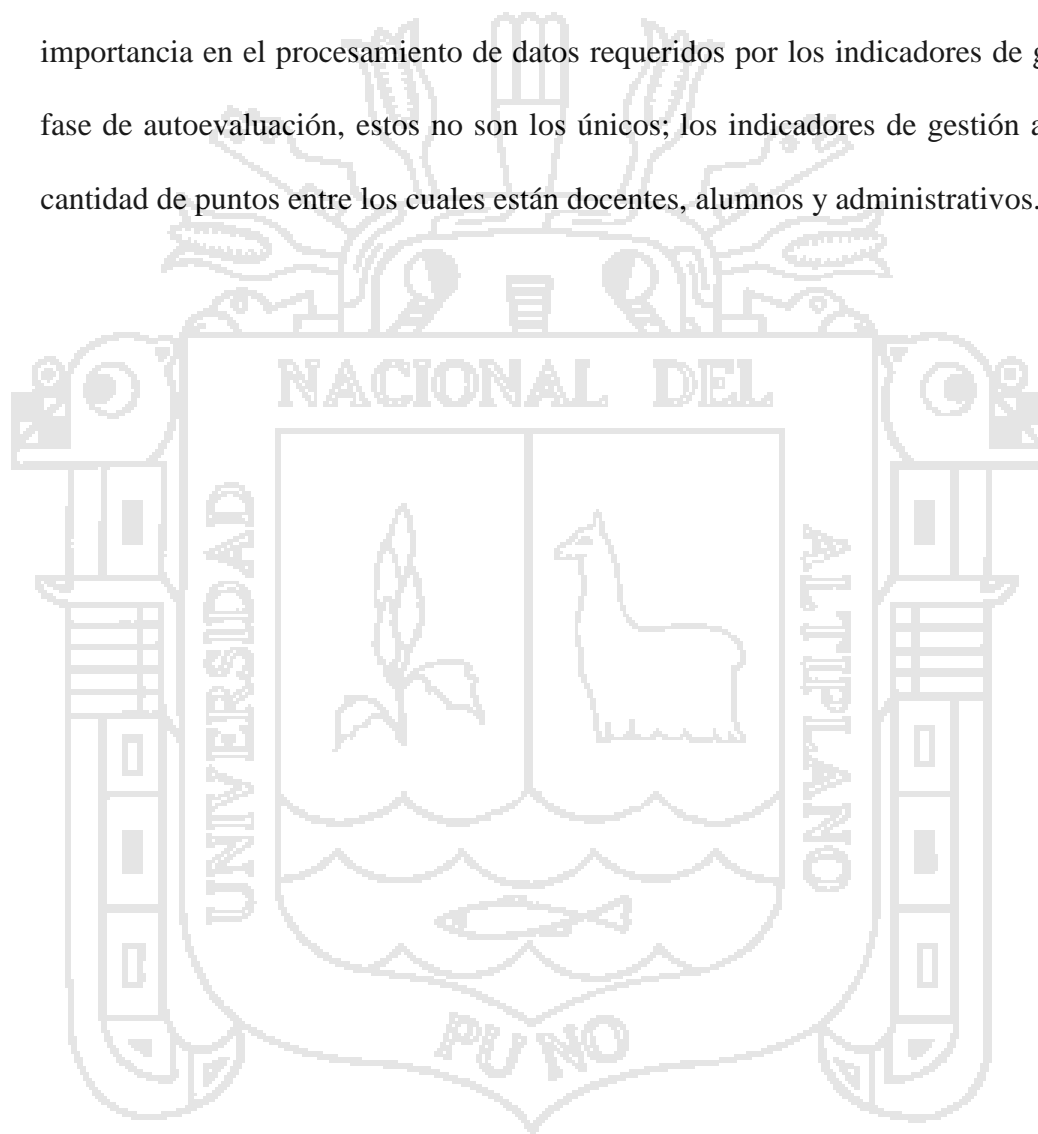 importancia en el procesamiento de datos requeridos por los indicadores de
fase de autoevaluación, estos no son los únicos; los indicadores de gestión
cantidad de puntos entre los cuales están docentes, alumnos y administrativos.
NACIONAL DEL
UNIVERSIDAD
ALTIPLANO
PUNO